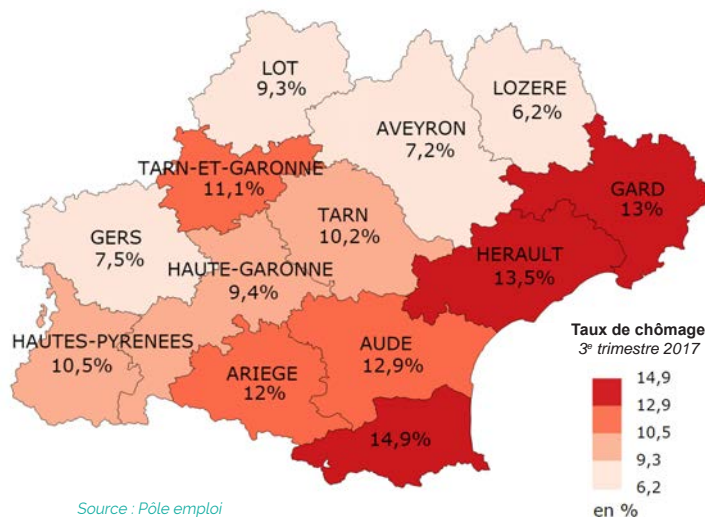 LOT
9,3%
LOZERE
6,2%
AVEYRON
7,2%
TARN-ET-GARONNE
11,1%
GARD
13%
TARN
10,2%
GERS
7,5%
HERAULT
13,5%
HAUTE-GARONNE
9,4%
HAUTES-PYRENEES
10,5%
AUDE
12,9%
ARIEGE
12%
14,9%
Taux de chômage
3e trimestre 2017
14,9
12,9
10,5
9,3
6,2
en %
Source : Pôle emploi